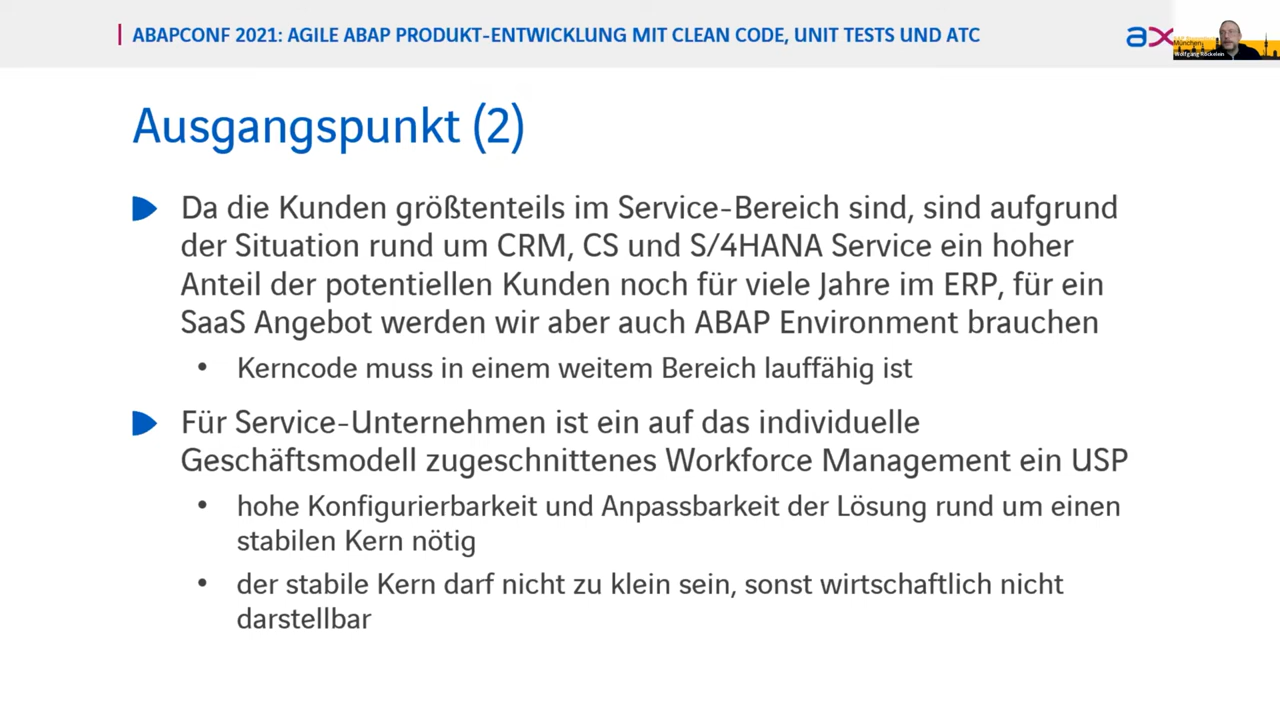 ABAPCONF 2021: AGILE ABAP PRODUKT-ENTWICKLUNG MIT CLEAN CODE, UNIT TESTS UND ATC
ax
München
Wolfgang Röckelein
Ausgangspunkt (2)
Da die Kunden größtenteils im Service-Bereich sind, sind aufgrund
der Situation rund um CRM, CS und S/4HANA Service ein hoher
Anteil der potentiellen Kunden noch für viele Jahre im ERP, für ein
SaaS Angebot werden wir aber auch ABAP Environment brauchen
• Kerncode muss in einem weitem Bereich lauffähig ist
Für Service-Unternehmen ist ein auf das individuelle
Geschäftsmodell zugeschnittenes Workforce Management ein USP
• hohe Konfigurierbarkeit und Anpassbarkeit der Lösung rund um einen
stabilen Kern nötig
• der stabile Kern darf nicht zu klein sein, sonst wirtschaftlich nicht
darstellbar